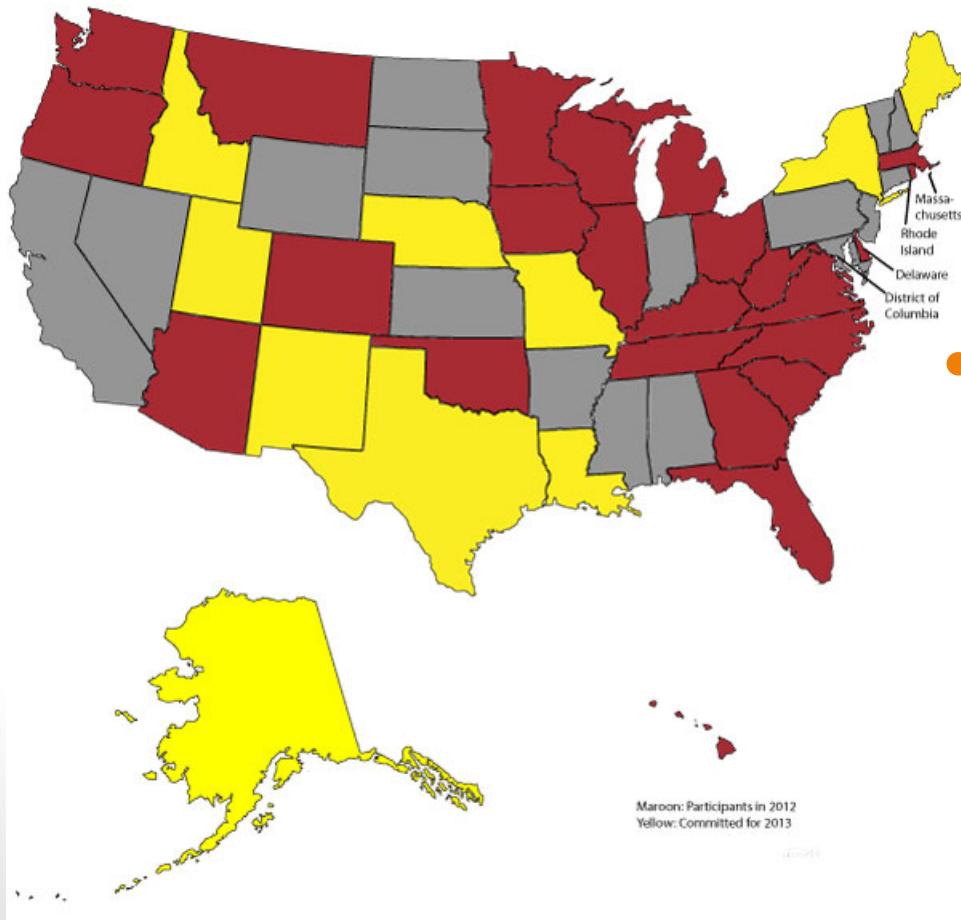 Massa-
chusetts
Rhode
Island
Delaware
District of
Columbia
Maroon: Participants in 2012
Yellow: Committed for 2013